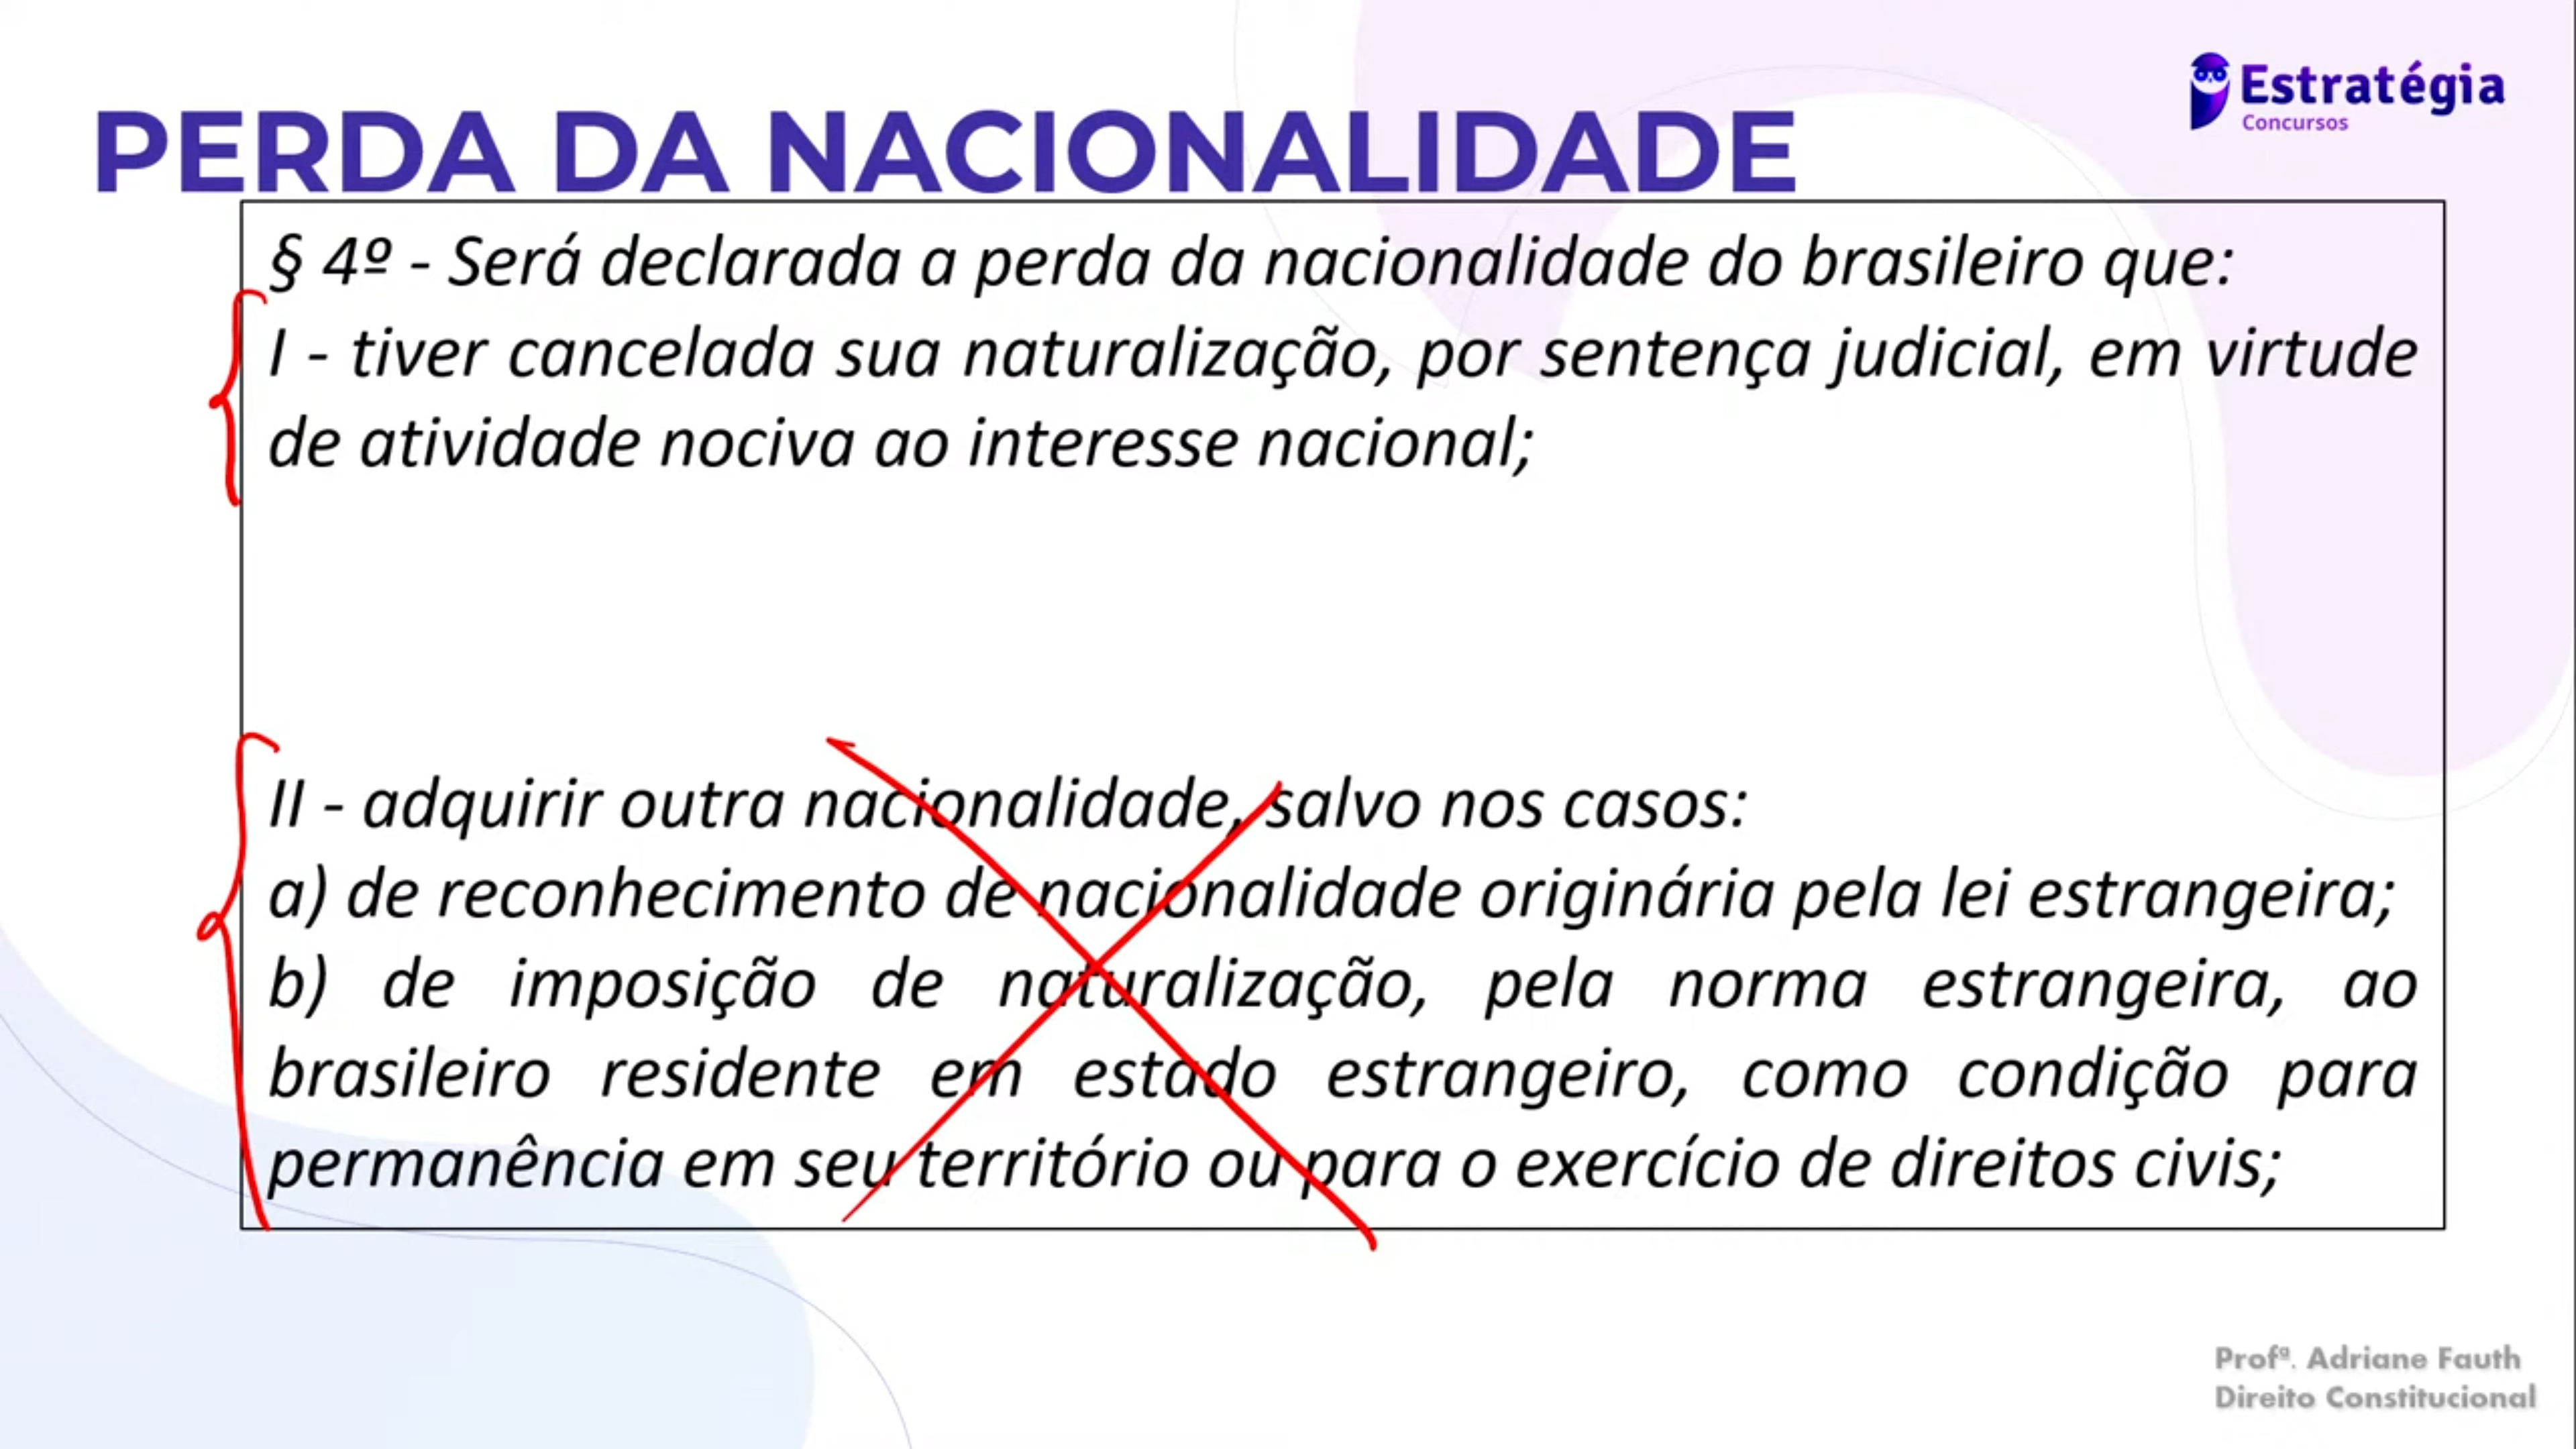 Estratégia
Concursos
PERDA DA NACIONALIDADE
§ 4º - Será declarada a perda da nacionalidade do brasileiro que:
I - tiver cancelada sua naturalização, por sentença judicial, em virtude
de atividade nociva ao interesse nacional;
II - adquirir outra nacionalidade, salvo nos casos:
a) de reconhecimento de nacionalidade originária pela lei estrangeira;
b) de imposição de naturalização, pela norma estrangeira, ao
brasileiro residente em estado estrangeiro, como condição para
permanência em seu território ou para o exercício de direitos civis;
Profª. Adriane Fauth
Direito Constitucional